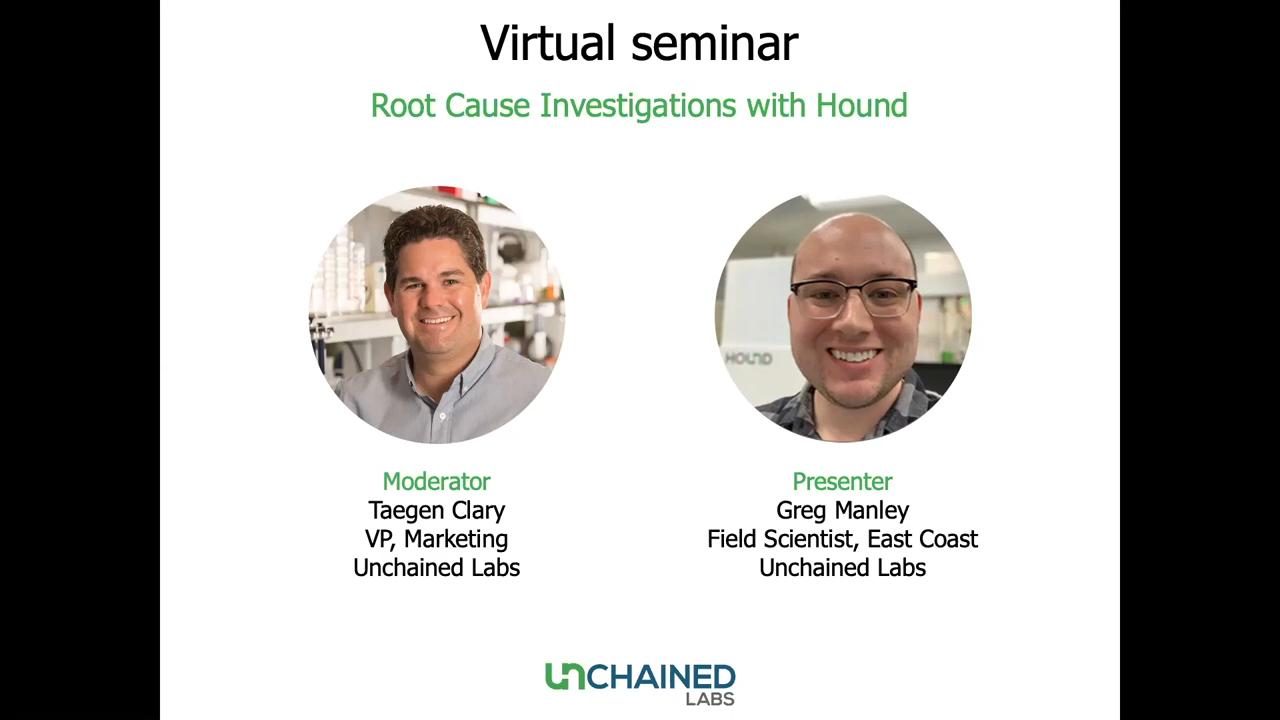 Virtual seminar
Root Cause Investigations with Hound
HOUND
Moderator
Taegen Clary
VP, Marketing
Unchained Labs
Presenter
Greg Manley
Field Scientist, East Coast
Unchained Labs
UNCHAINED
LABS